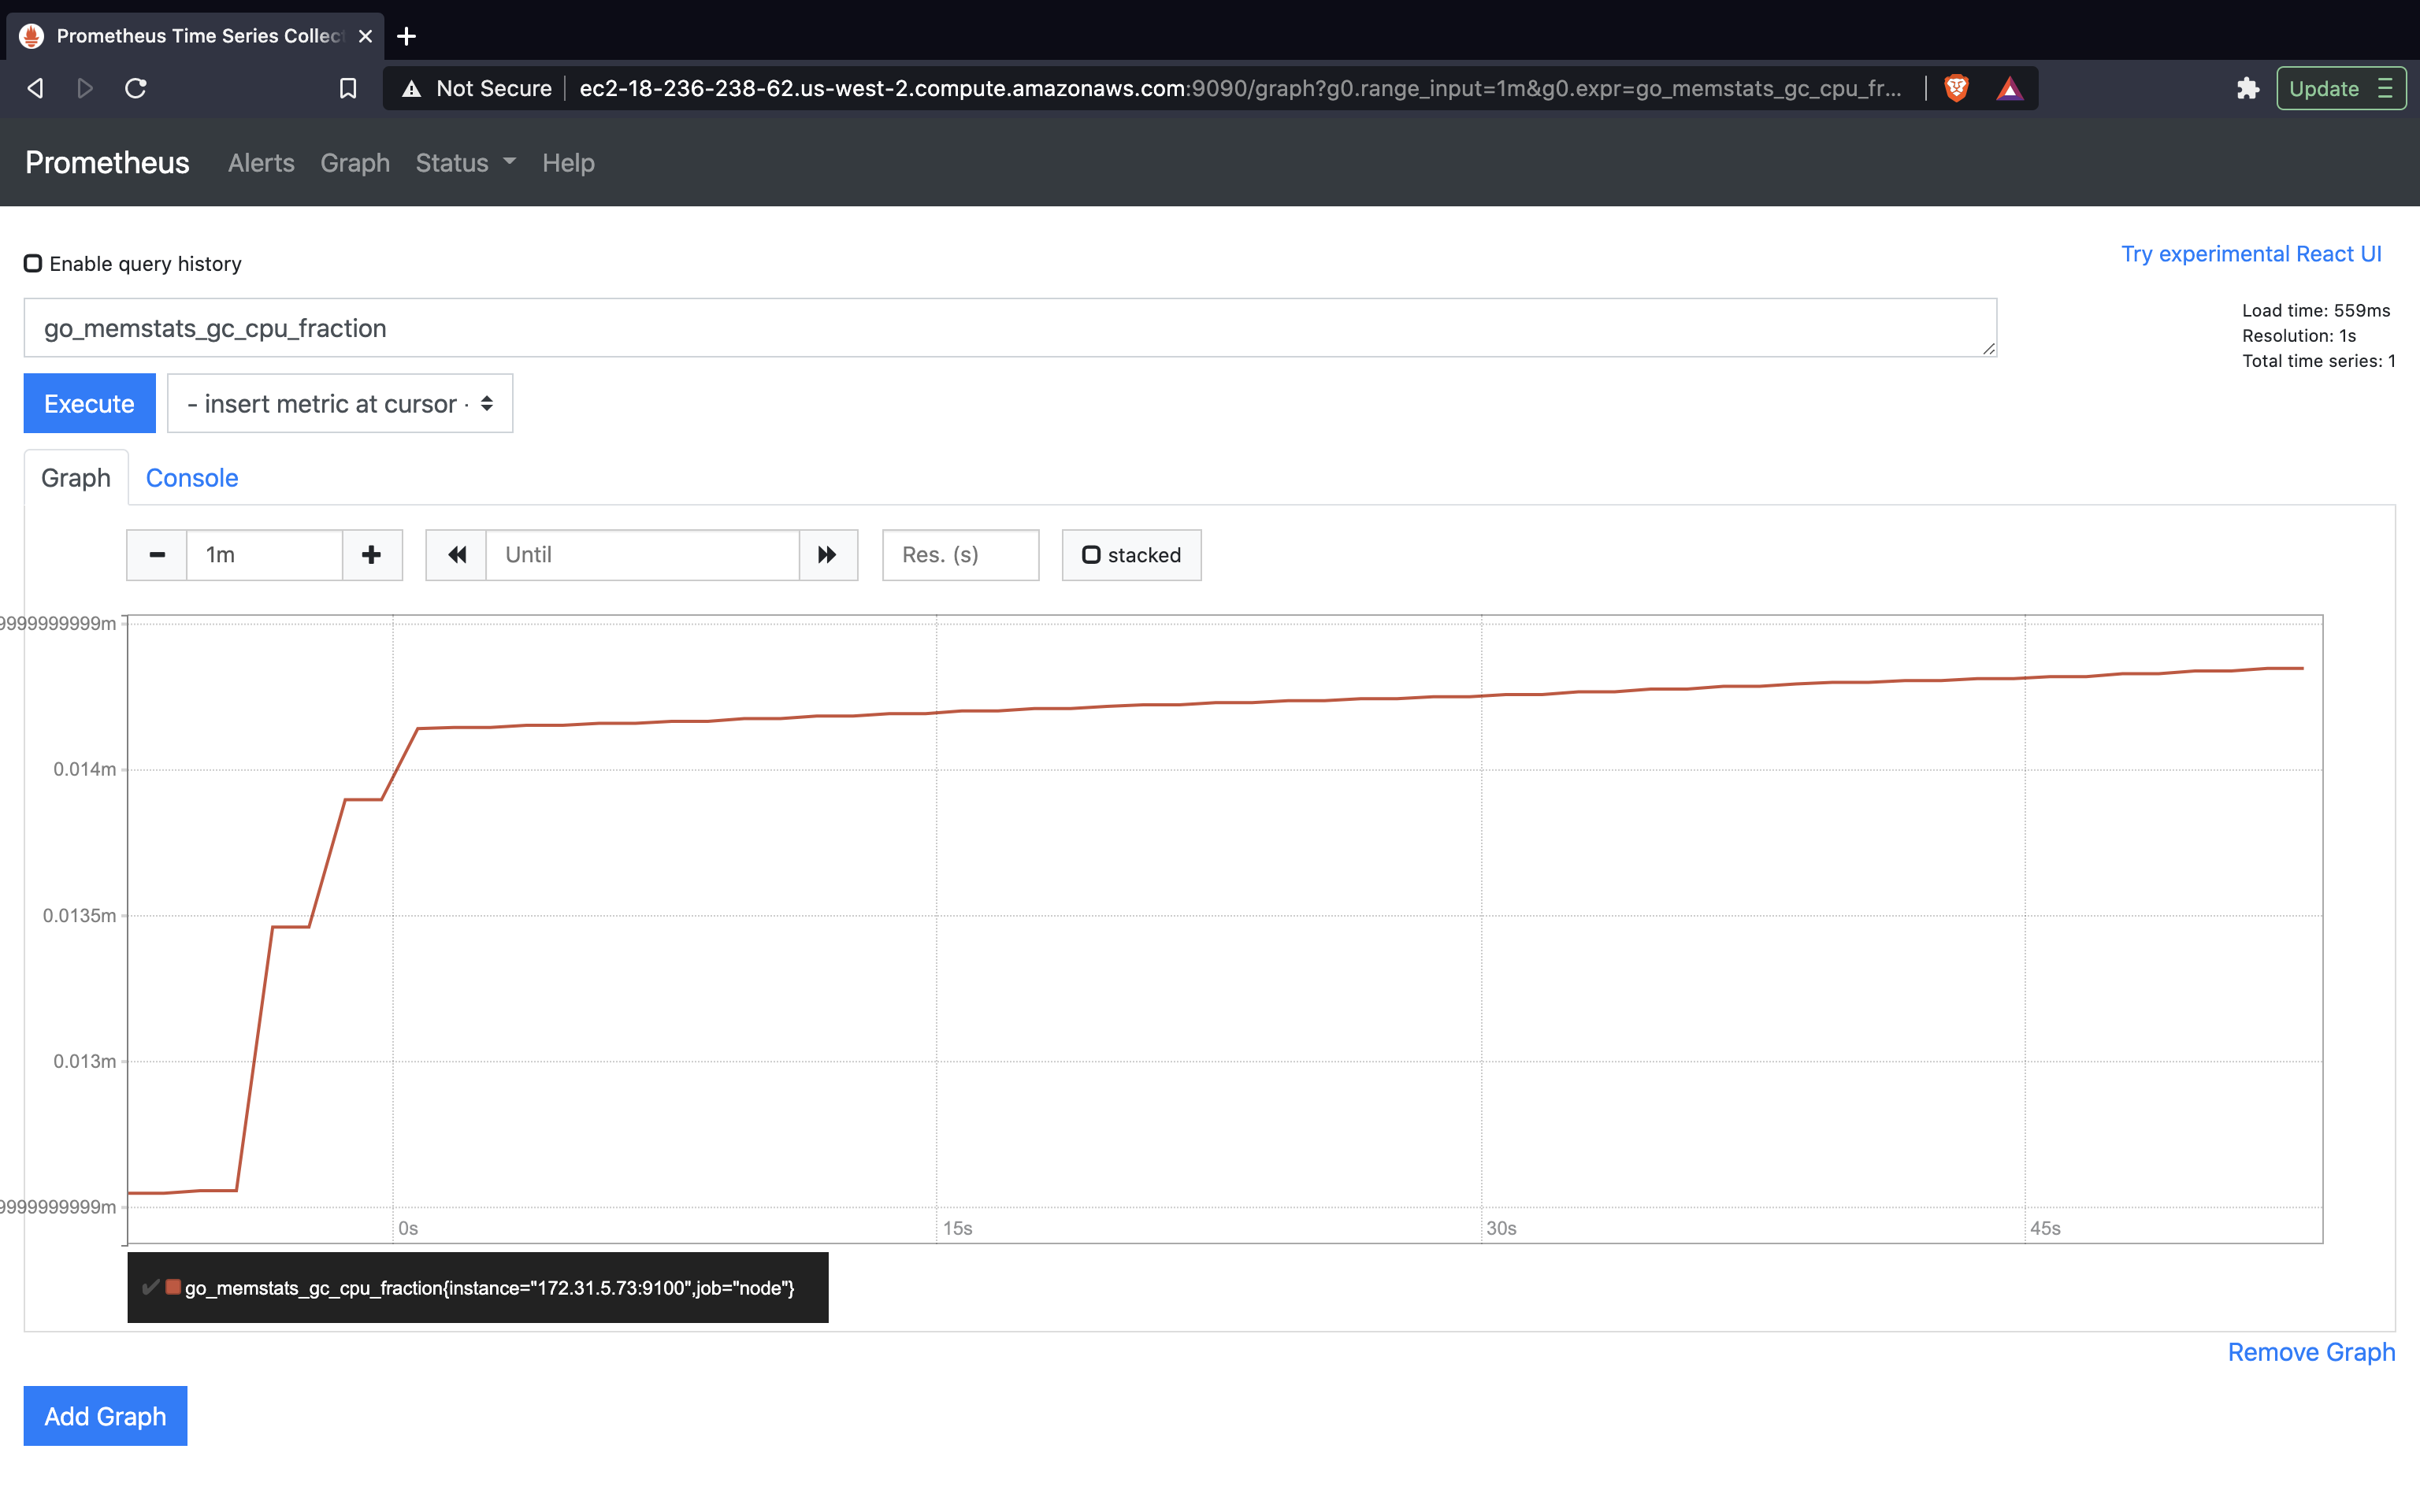 Prometheus Time Series Collec
Not Secure ec2-18-236-238-62.us-west-2.compute.amazonaws.com:9090/graph?g0.range_input=1m&g0.expr=go_memstats_gc_cpu_fr...
Update
Prometheus Alerts Graph Status Help
Enable query history
Try experimental React UI
go_memstats_gc_cpu_fraction
Load time: 559ms
Resolution: 1s
Total time series: 1
Execute
- insert metric at cursor -
Graph Console
1m Until Res. (s) stacked
9999999999m
0.014m
0.0135m
0.013m
9999999999m
0s 15s 30s 45s
✔ go_memstats_gc_cpu_fraction{instance="172.31.5.73:9100",job="node"}
Remove Graph
Add Graph